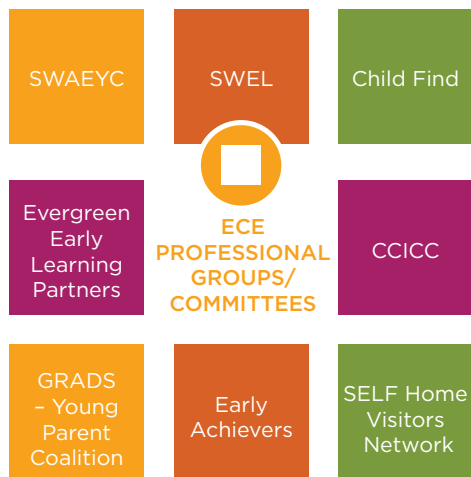 SWAEYC
SWEL
Child Find
Evergreen
Early
Learning
Partners
ECE
PROFESSIONAL
GROUPS/
COMMITTEES
CCICC
GRADS
– Young
Parent
Coalition
Early
Achievers
SELF Home
Visitors
Network